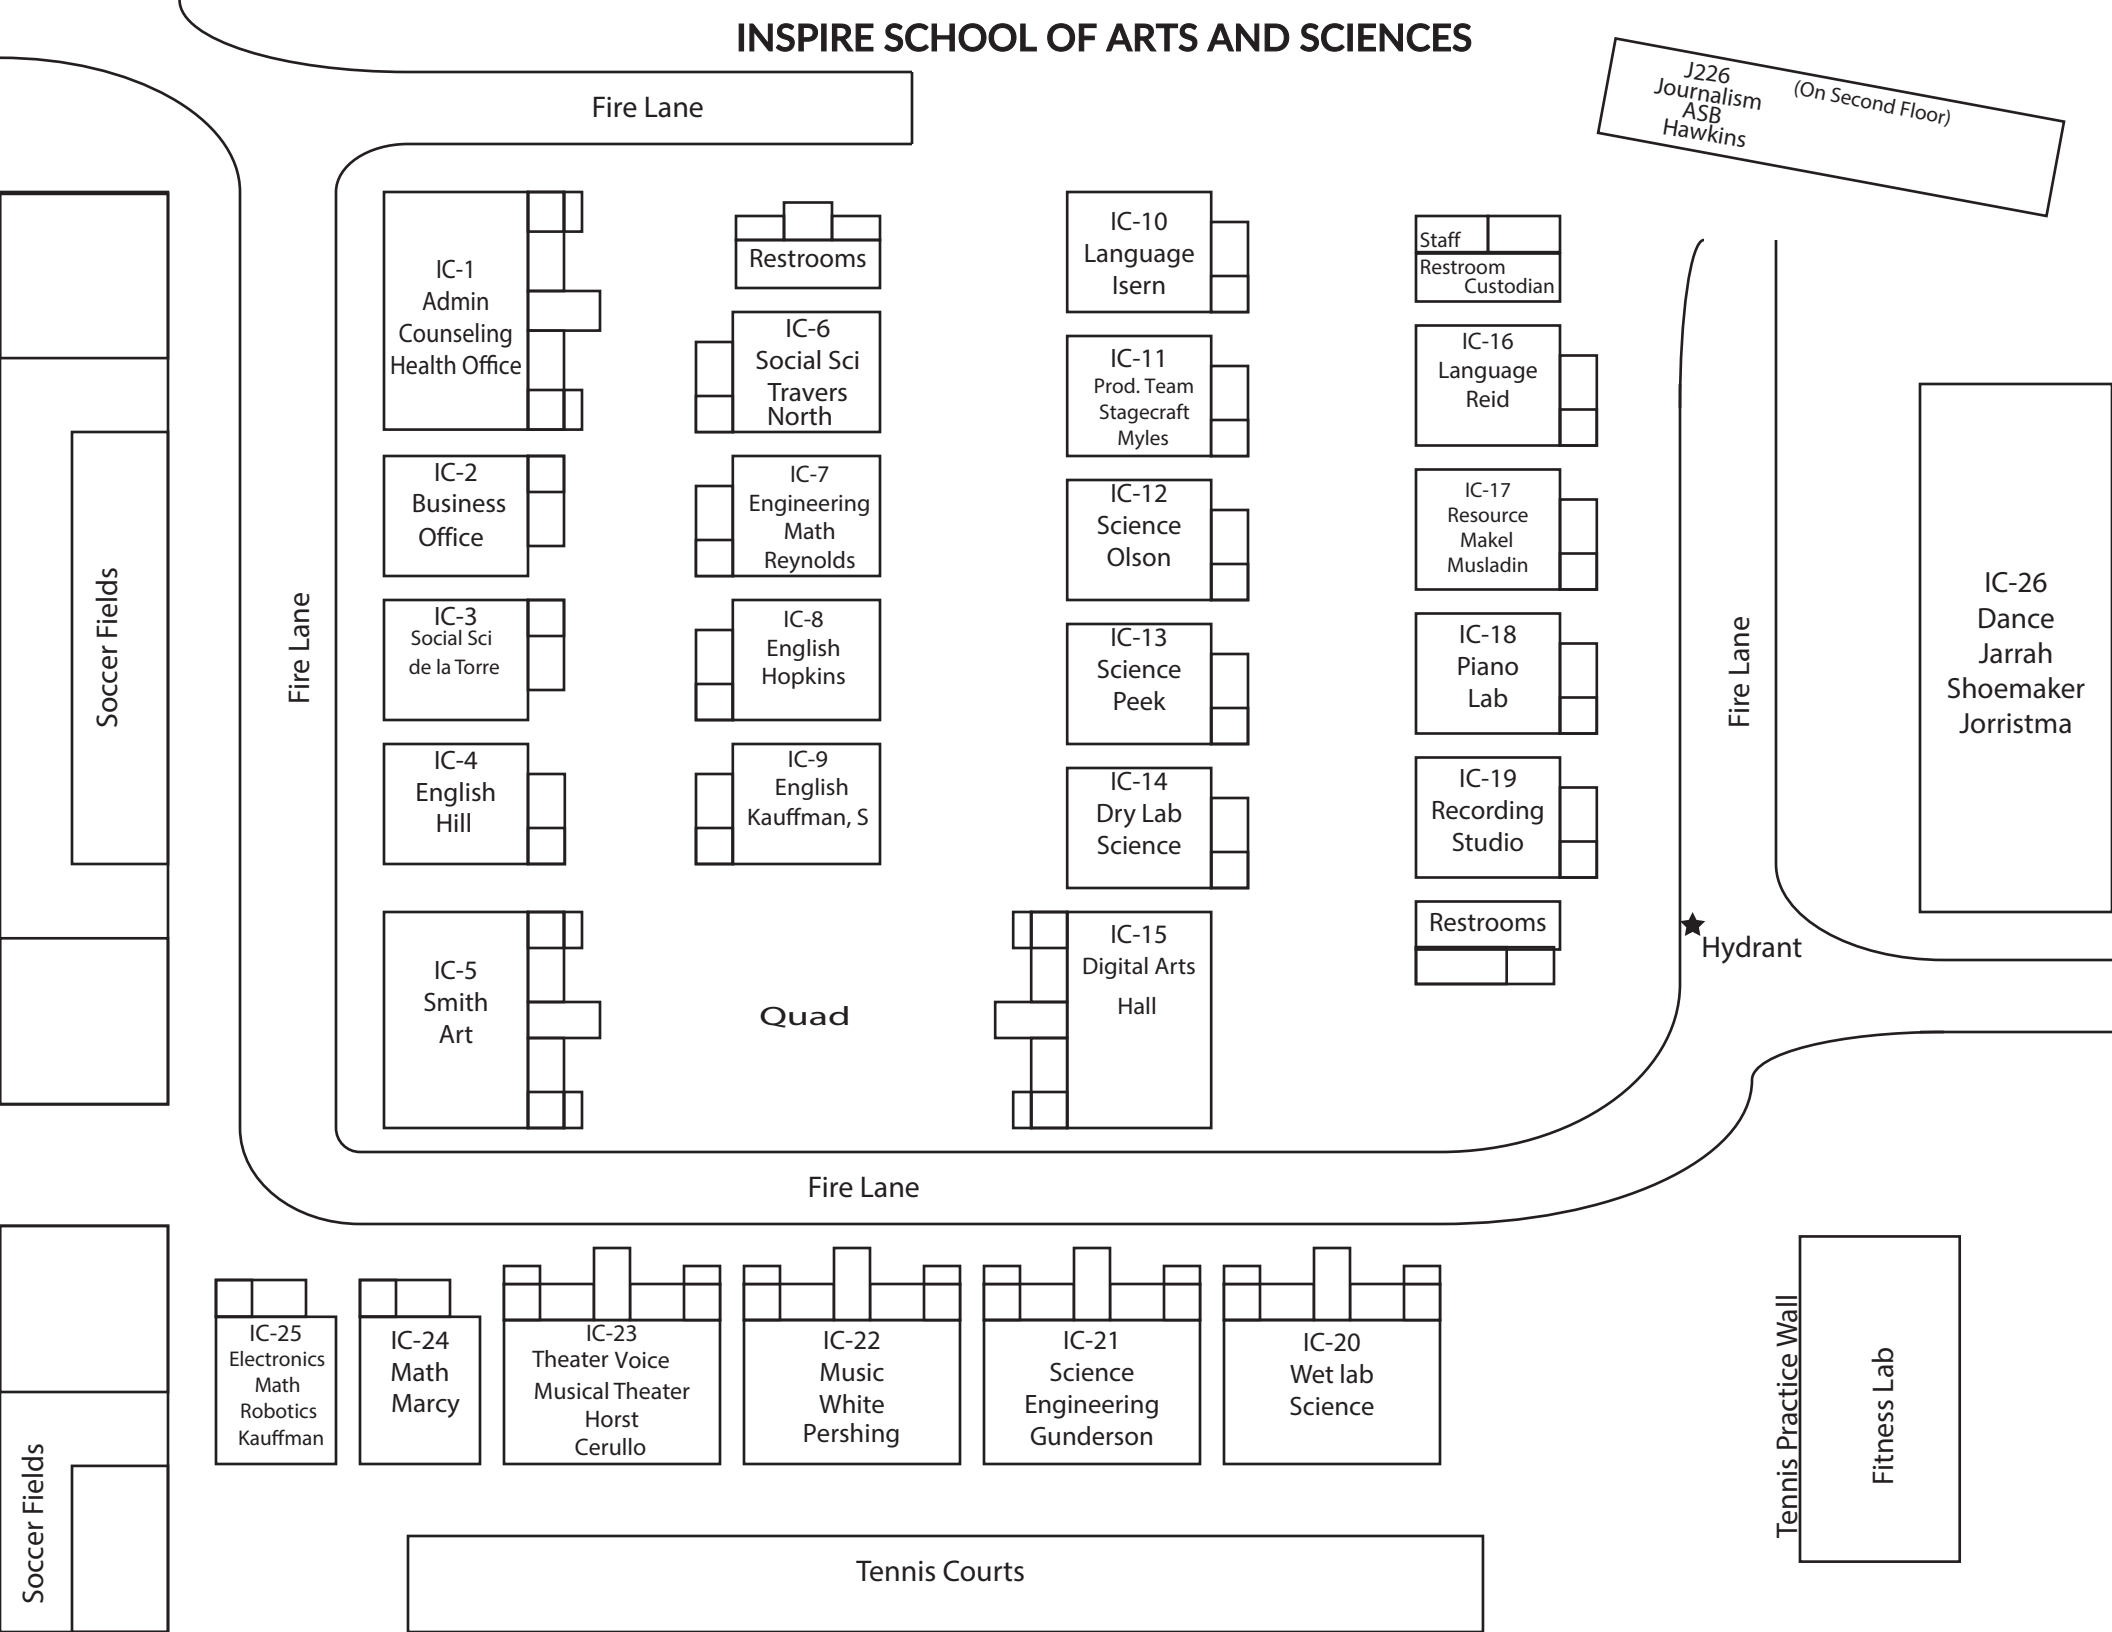 INSPIRE SCHOOL OF ARTS AND SCIENCES
Fire Lane
J226
Journalism
ASB
Hawkins
(On Second Floor)
IC-1
Admin
Counseling
Health Office
IC-2
Business
Office
IC-3
Social Sci
de la Torre
IC-4
English
Hill
IC-5
Smith
Art
Restrooms
IC-6
Social Sci
Travers
North
IC-7
Engineering
Math
Reynolds
IC-8
English
Hopkins
IC-9
English
Kauffman, S
Quad
IC-10
Language
Isern
IC-11
Prod. Team
Stagecraft
Myles
IC-12
Science
Olson
IC-13
Science
Peek
IC-14
Dry Lab
Science
IC-15
Digital Arts
Hall
Staff
Restroom
Custodian
IC-16
Language
Reid
IC-17
Resource
Makel
Musladin
IC-18
Piano
Lab
IC-19
Recording
Studio
Restrooms
Hydrant
IC-26
Dance
Jarrah
Shoemaker
Jorristma
Soccer Fields
Fire Lane
Fire Lane
Fire Lane
IC-25
Electronics
Math
Robotics
Kauffman
IC-24
Math
Marcy
IC-23
Theater Voice
Musical Theater
Horst
Cerullo
IC-22
Music
White
Pershing
IC-21
Science
Engineering
Gunderson
IC-20
Wet lab
Science
Tennis Practice Wall
Fitness Lab
Soccer Fields
Tennis Courts